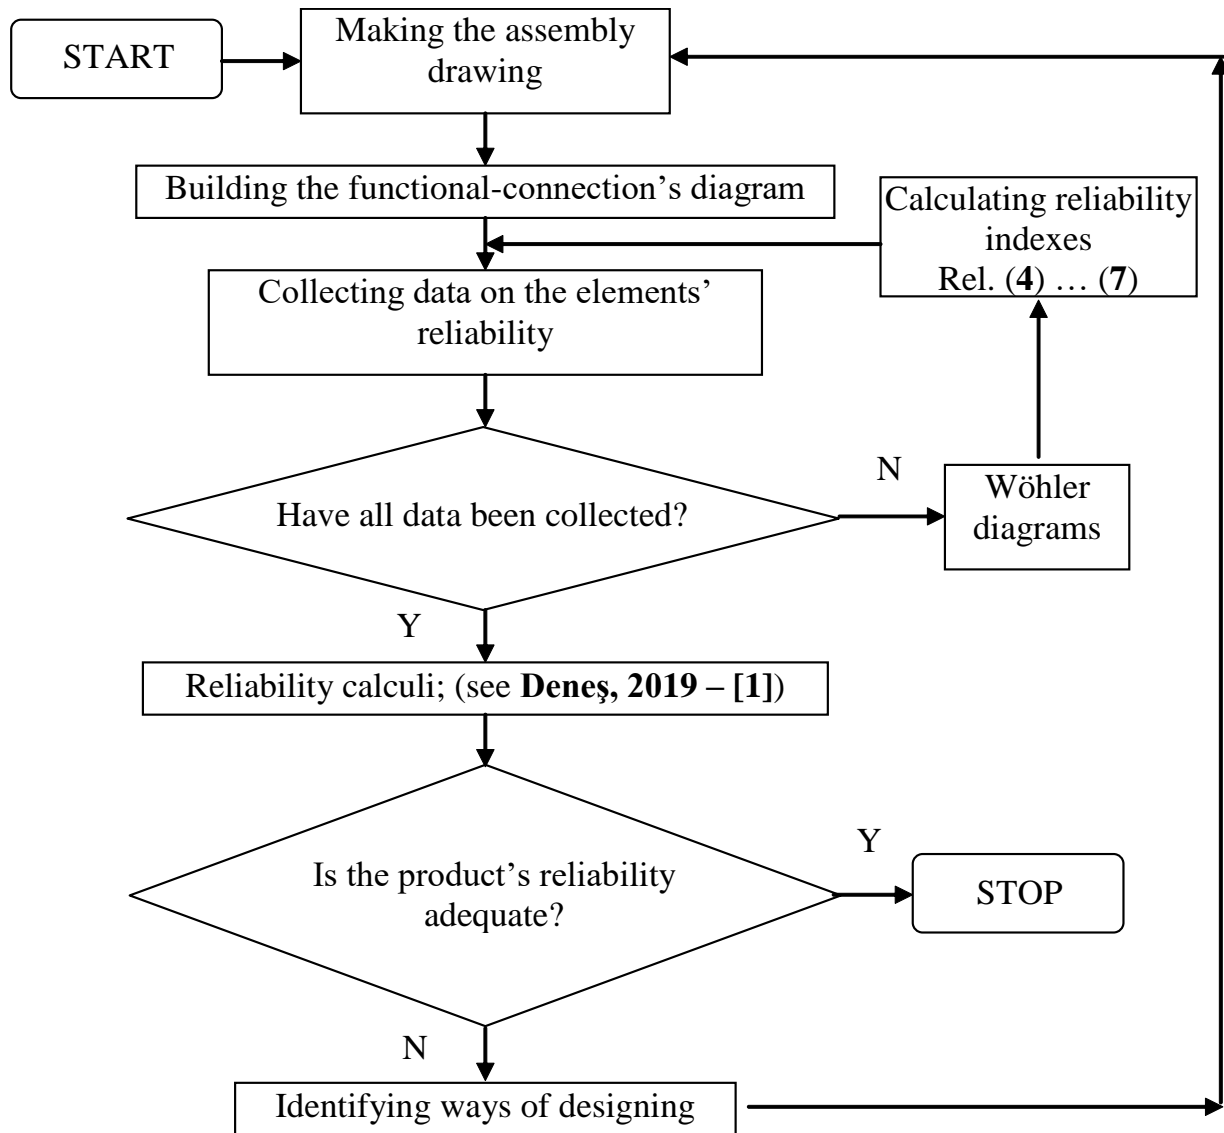 START
Making the assembly
drawing
Building the functional-connection’s diagram
Calculating reliability
indexes
Rel. (4) … (7)
Collecting data on the elements’
reliability
Have all data been collected?
N
Wöhler
diagrams
Y
Reliability calculi; (see Deneş, 2019 – [1])
Is the product’s reliability
adequate?
Y
STOP
N
Identifying ways of designing